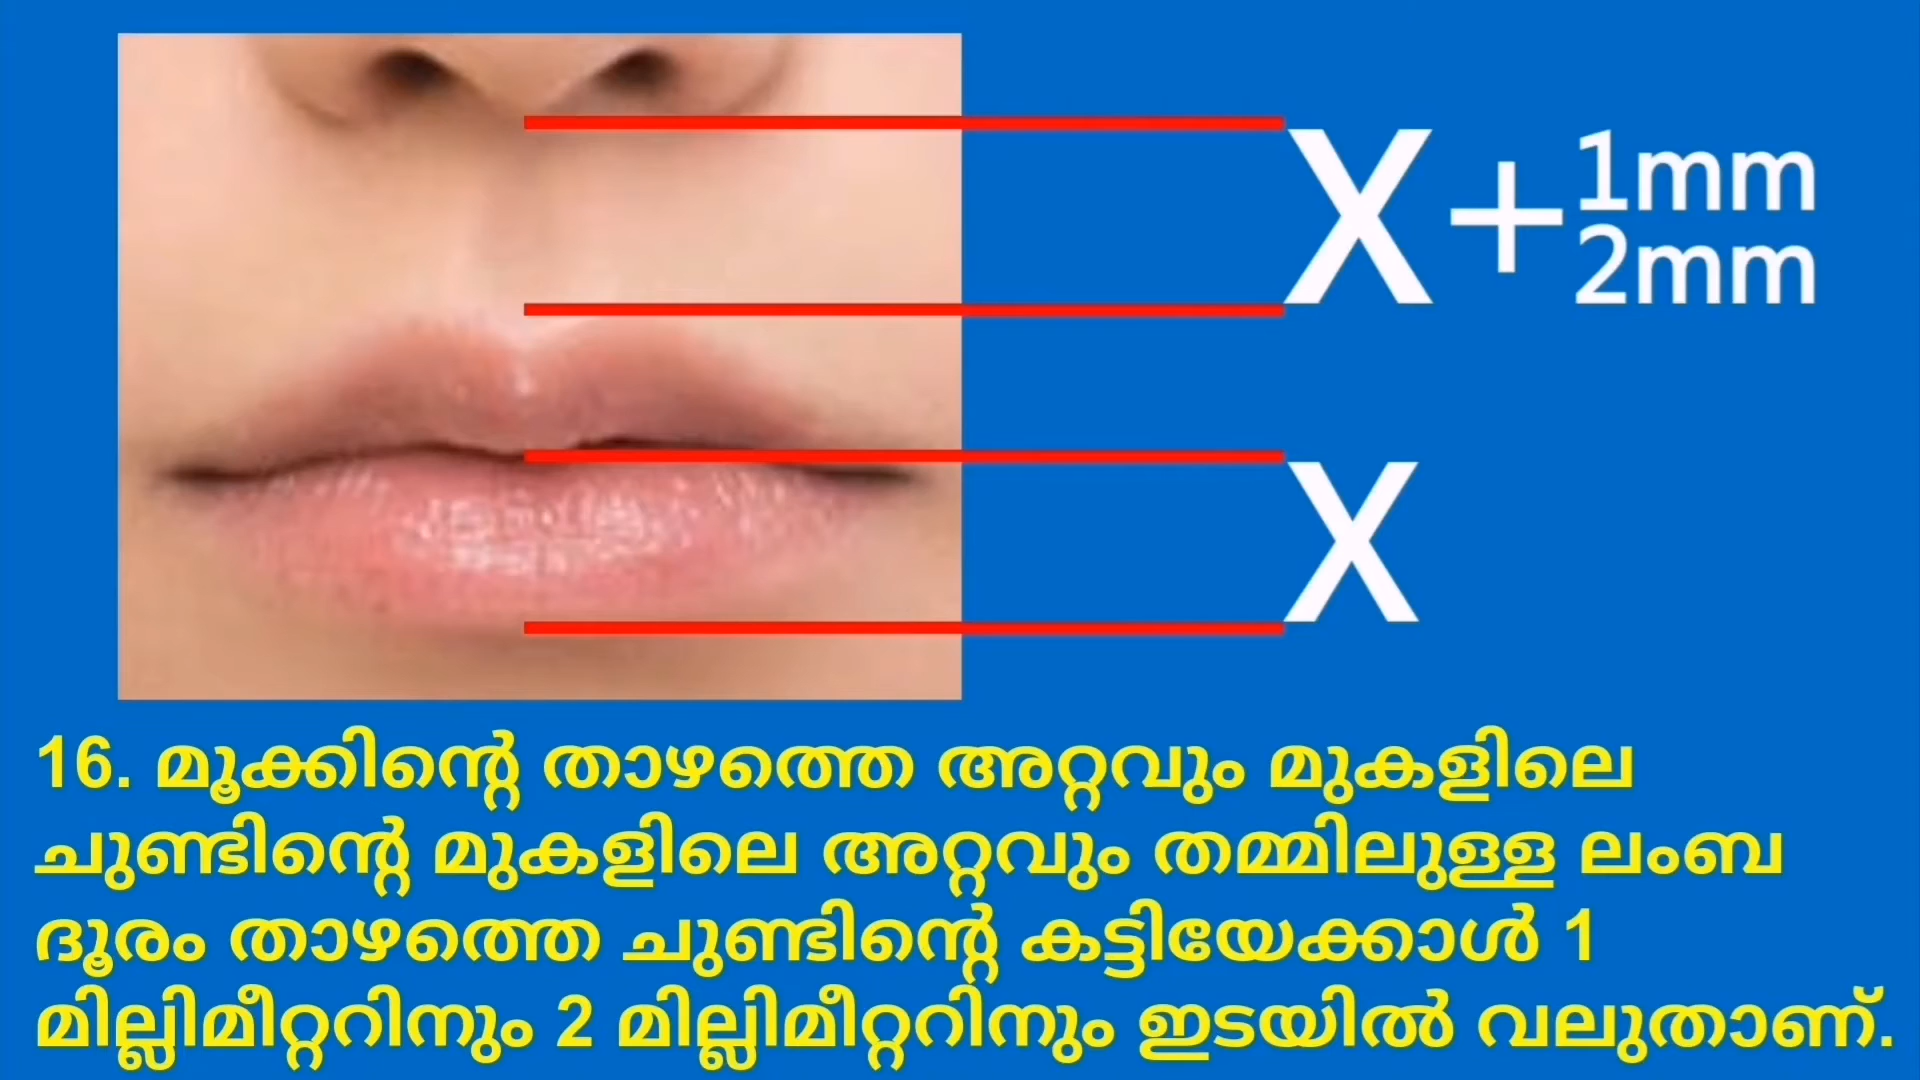 X+1mm
2mm
X
16. മൂക്കിന്റെ താഴത്തെ അറ്റവും മുകളിലെ
ചുണ്ടിന്റെ മുകളിലെ അറ്റവും തമ്മിലുള്ള ലംബ
ദൂരം താഴത്തെ ചുണ്ടിന്റെ കട്ടിയേക്കാൾ 1
മില്ലിമീറ്ററിനും 2 മില്ലിമീറ്ററിനും ഇടയിൽ വലുതാണ്.